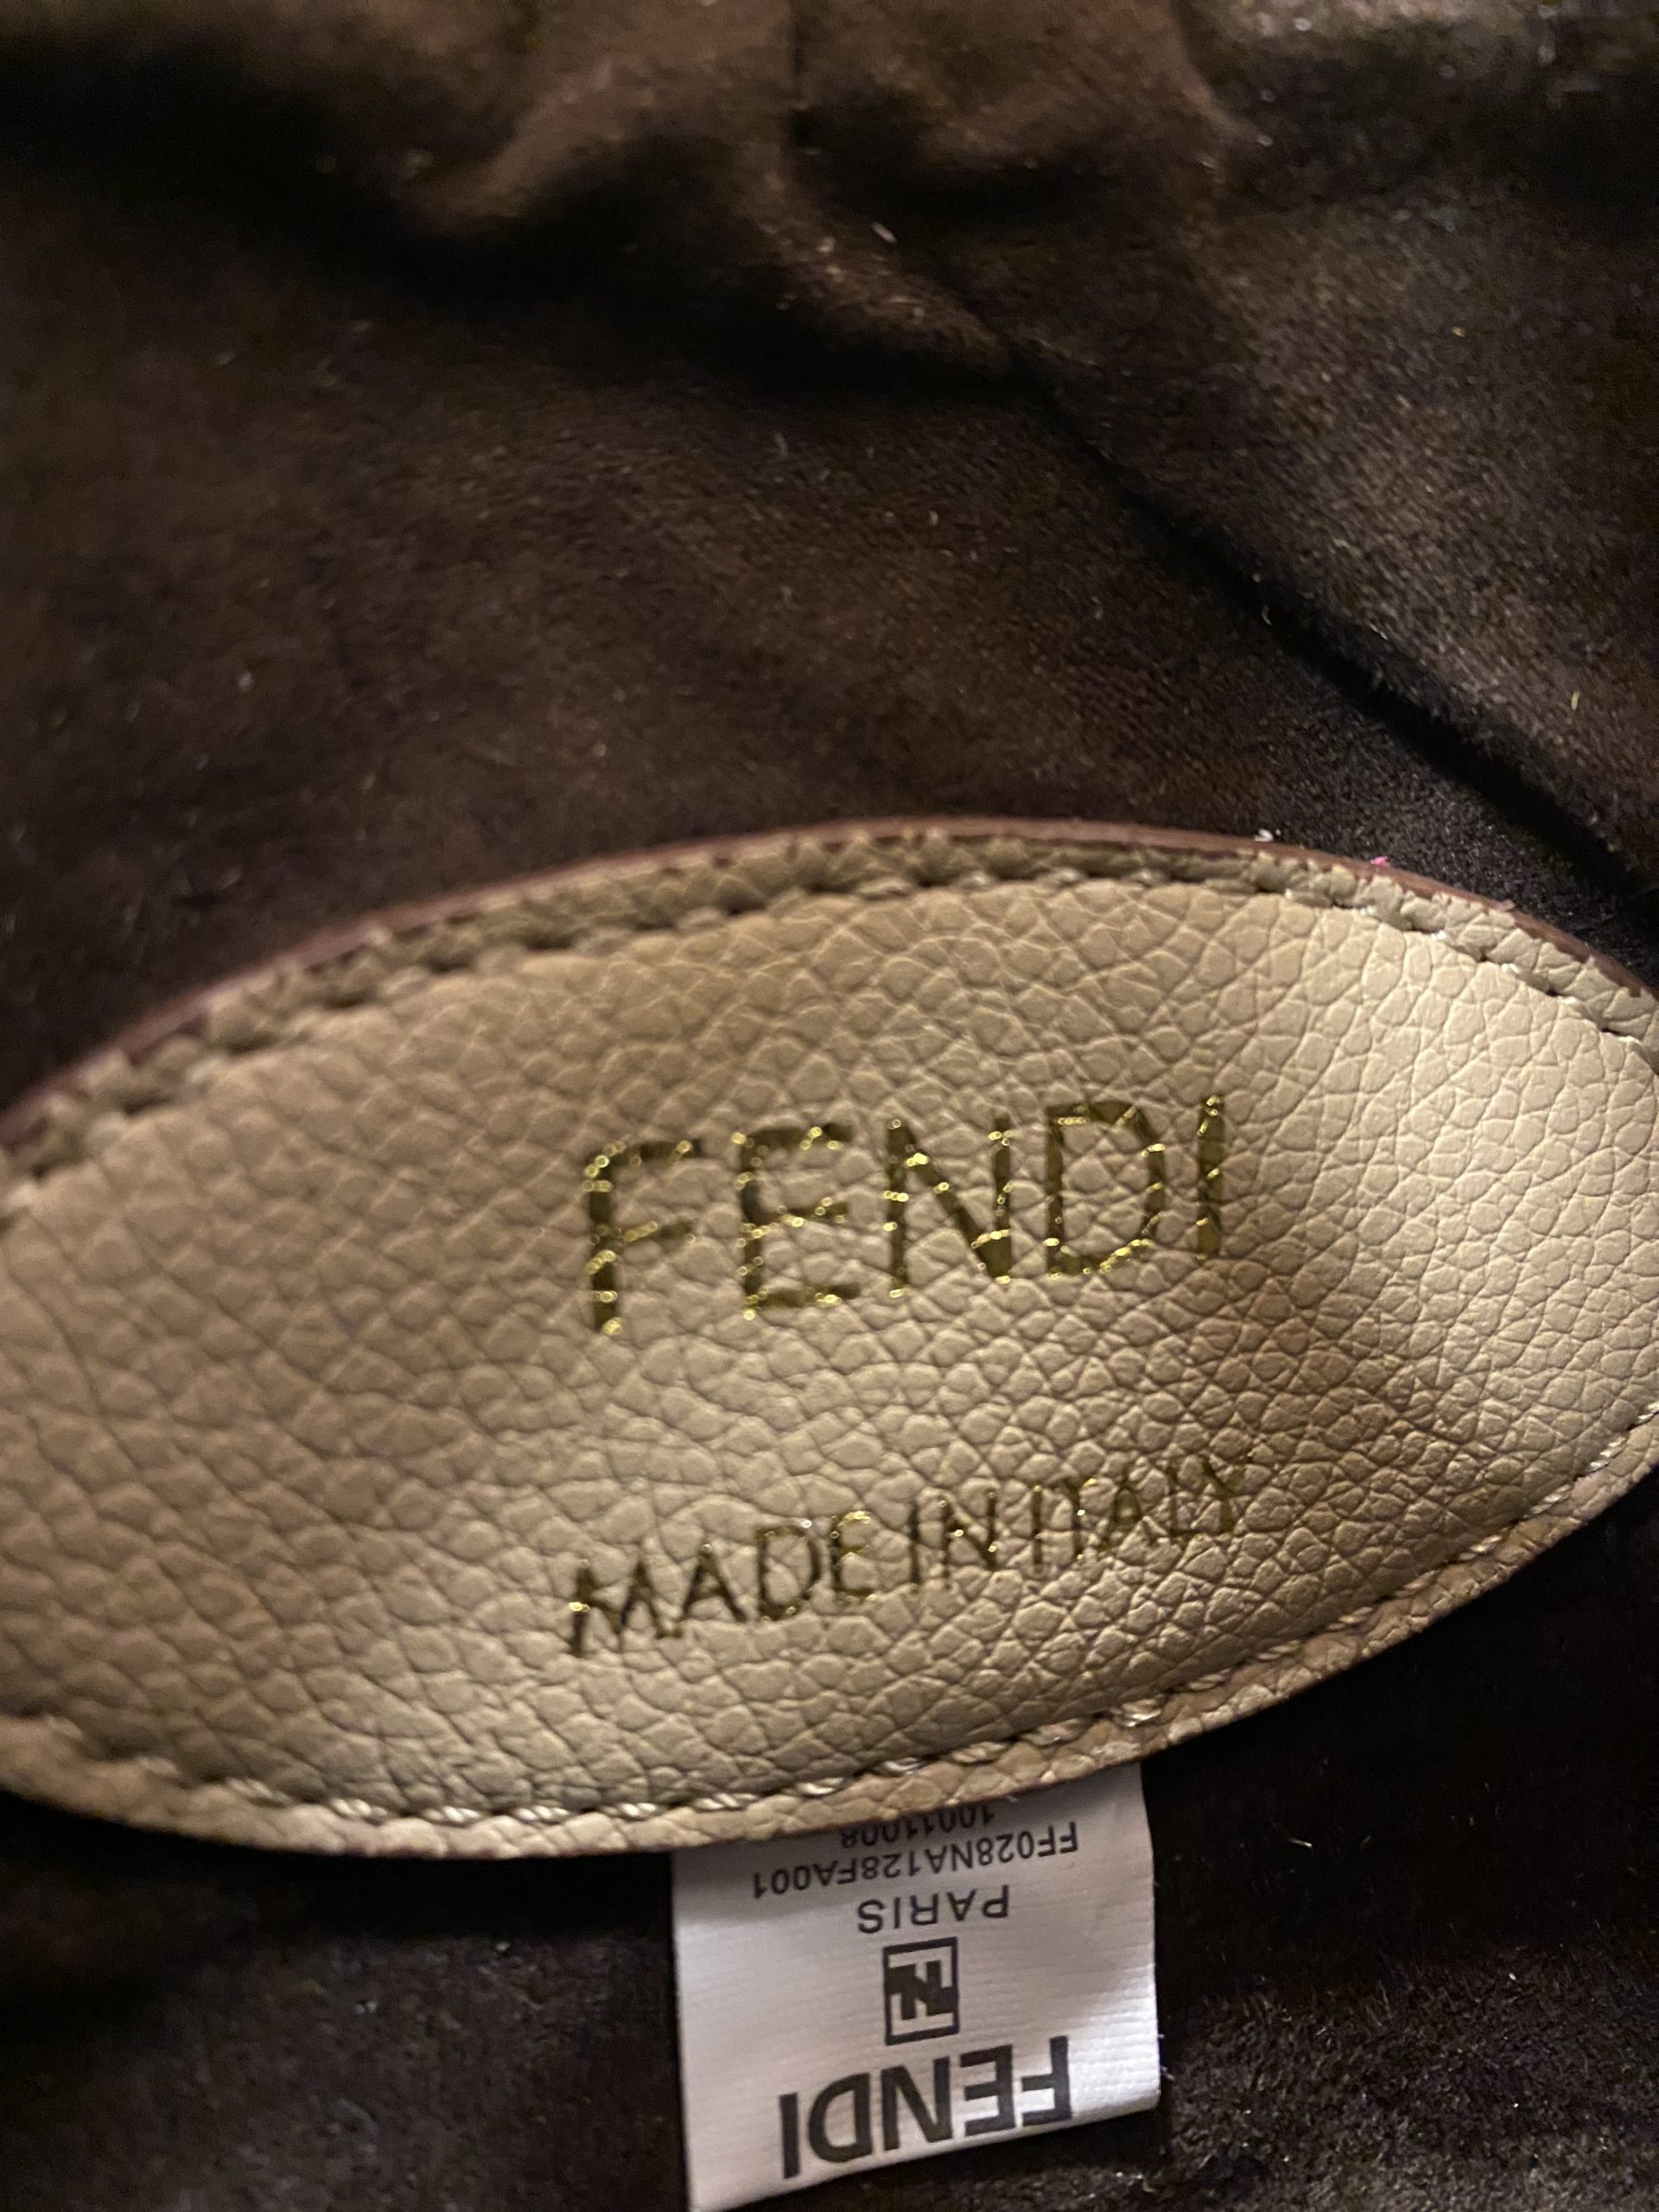 FENDI
MADE IN ITALY
FENDI
PARIS
FF028NA128FA001
10011008